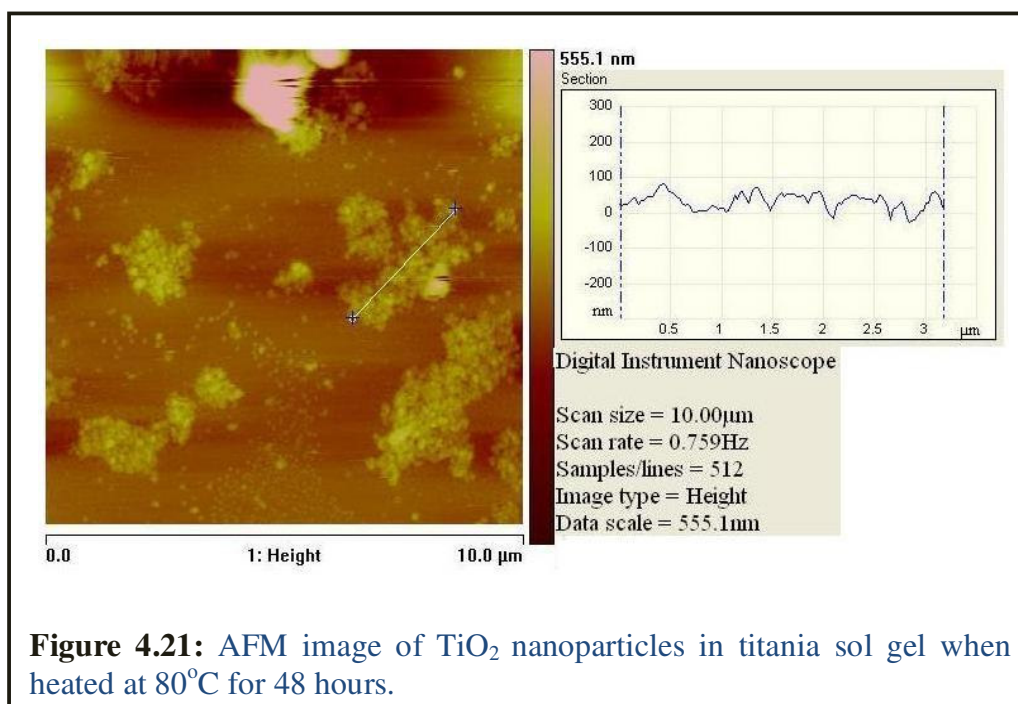 555.1 nm
Section
300
200
100
0
-100
-200
nm
0.5 1 1.5 2 2.5 3 μm
Digital Instrument Nanoscope
Scan size = 10.00μm
Scan rate = 0.759Hz
Samples/lines = 512
Image type = Height
Data scale = 555.1nm
0.0 1: Height 10.0 μm
Figure 4.21: AFM image of TiO₂ nanoparticles in titania sol gel when
heated at 80°C for 48 hours.